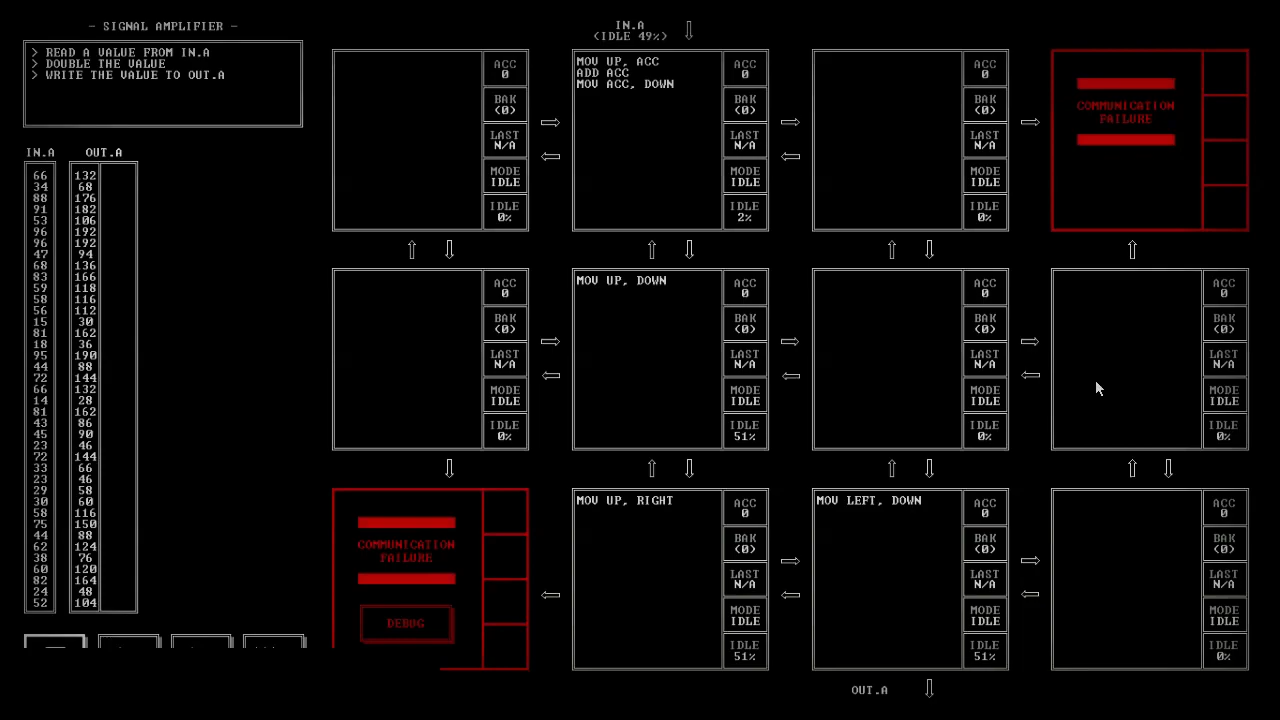 - SIGNAL AMPLIFIER -
> READ A VALUE FROM IN.A
> DOUBLE THE VALUE
> WRITE THE VALUE TO OUT.A
IN.A OUT.A
66 132
34 68
88 176
91 182
53 106
96 192
96 192
47 94
68 136
83 166
59 118
58 116
56 112
15 30
81 162
18 36
95 190
44 88
72 144
66 132
14 28
81 162
43 86
45 90
23 46
72 144
33 66
23 46
29 58
30 60
58 116
75 150
44 88
62 124
38 76
60 120
82 164
24 48
52 104
IN.A
(IDLE 49%)
ACC
0
BAK
(0)
LAST
N/A
MODE
IDLE
IDLE
0%
MOV UP, ACC
ADD ACC
MOV ACC, DOWN
ACC
0
BAK
(0)
LAST
N/A
MODE
IDLE
IDLE
2%
ACC
0
BAK
(0)
LAST
N/A
MODE
IDLE
IDLE
0%
COMMUNICATION
FAILURE
ACC
0
BAK
(0)
LAST
N/A
MODE
IDLE
IDLE
0%
MOV UP, DOWN
ACC
0
BAK
(0)
LAST
N/A
MODE
IDLE
IDLE
51%
ACC
0
BAK
(0)
LAST
N/A
MODE
IDLE
IDLE
0%
ACC
0
BAK
(0)
LAST
N/A
MODE
IDLE
IDLE
0%
COMMUNICATION
FAILURE
DEBUG
MOV UP, RIGHT
ACC
0
BAK
(0)
LAST
N/A
MODE
IDLE
IDLE
51%
MOV LEFT, DOWN
ACC
0
BAK
(0)
LAST
N/A
MODE
IDLE
IDLE
51%
ACC
0
BAK
(0)
LAST
N/A
MODE
IDLE
IDLE
0%
OUT.A